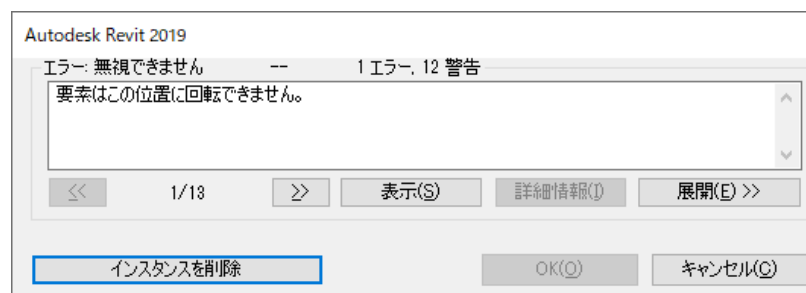 Autodesk Revit 2019
エラー: 無視できません -- 1 エラー, 12 警告
要素はこの位置に回転できません。
<< 1/13 >> 表示(S) 詳細情報(I) 展開(E) >>
インスタンスを削除 OK(O) キャンセル(C)